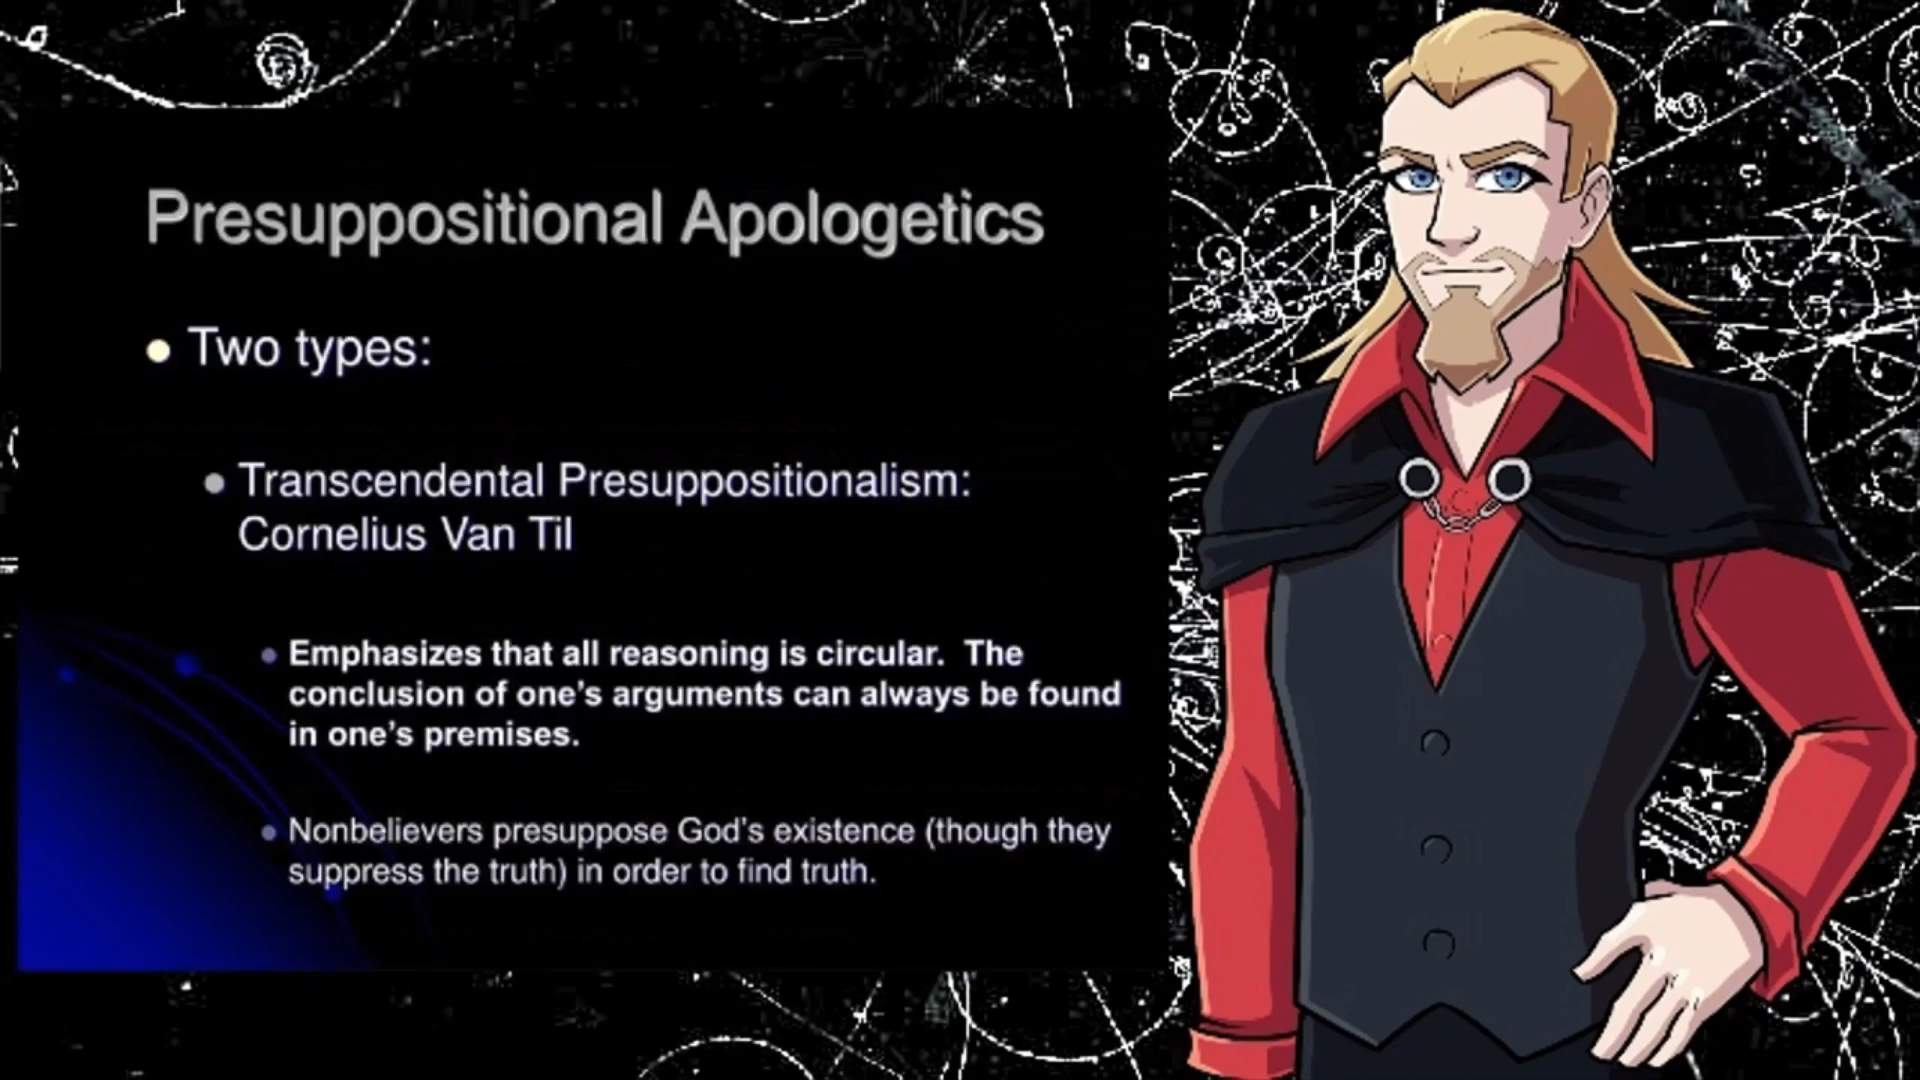 Presuppositional Apologetics
Two types:
Transcendental Presuppositionalism:
Cornelius Van Til
Emphasizes that all reasoning is circular.  The
conclusion of one’s arguments can always be found
in one’s premises.
Nonbelievers presuppose God’s existence (though they
suppress the truth) in order to find truth.